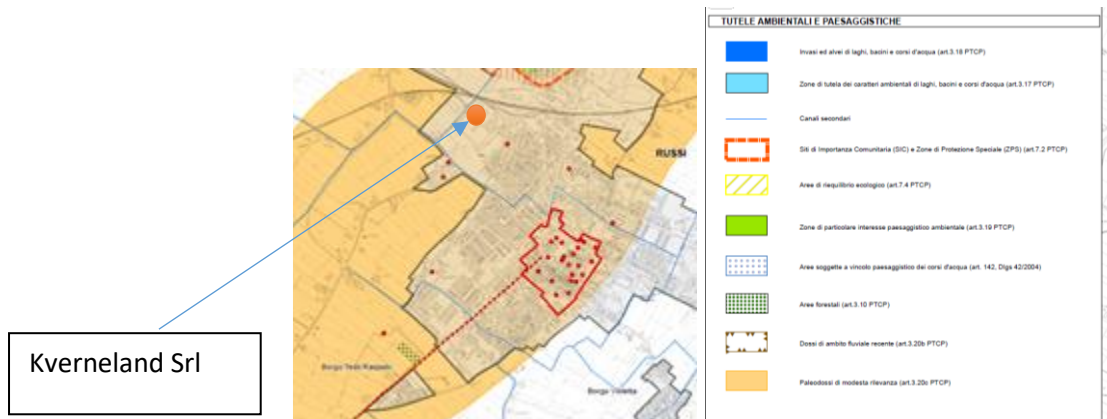 TUTELE AMBIENTALI E PAESAGGISTICHE
Invasi ed alvei di laghi, bacini e corsi d'acqua (art.3.18 PTCP)
Zone di tutela dei caratteri ambientali di laghi, bacini e corsi d'acqua (art.3.17 PTCP)
Canali secondari
Siti di Importanza Comunitaria (SIC) e Zone di Protezione Speciale (ZPS) (art.7.2 PTCP)
Aree di riequilibrio ecologico (art.7.4 PTCP)
Zone di particolare interesse paesaggistico ambientale (art.3.19 PTCP)
Aree soggette a vincolo paesaggistico dei corsi d'acqua (art. 142, Dlgs 42/2004)
Aree forestali (art.3.10 PTCP)
Dossi di ambito fluviale recente (art.3.20b PTCP)
Paleodossi di modesta rilevanza (art.3.20c PTCP)
RUSSI
Borgo Violetta
Borgo Testi
Kverneland Srl